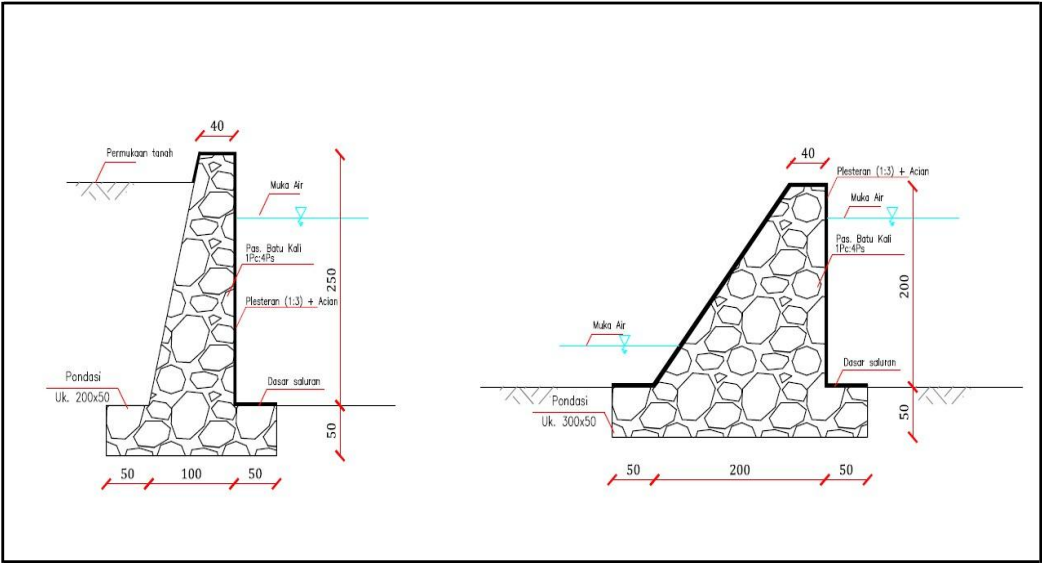 40
Permukaan tanah
Muka Air
Pas. Batu Kali
1Pc:4Ps
250
Plesteran (1:3) + Acian
Pondasi
Uk. 200x50
Dasar saluran
50
50
100
50
40
Plesteran (1:3) + Acian
Muka Air
Pas. Batu Kali
1Pc:4Ps
200
Muka Air
Dasar saluran
Pondasi
Uk. 300x50
50
50
200
50